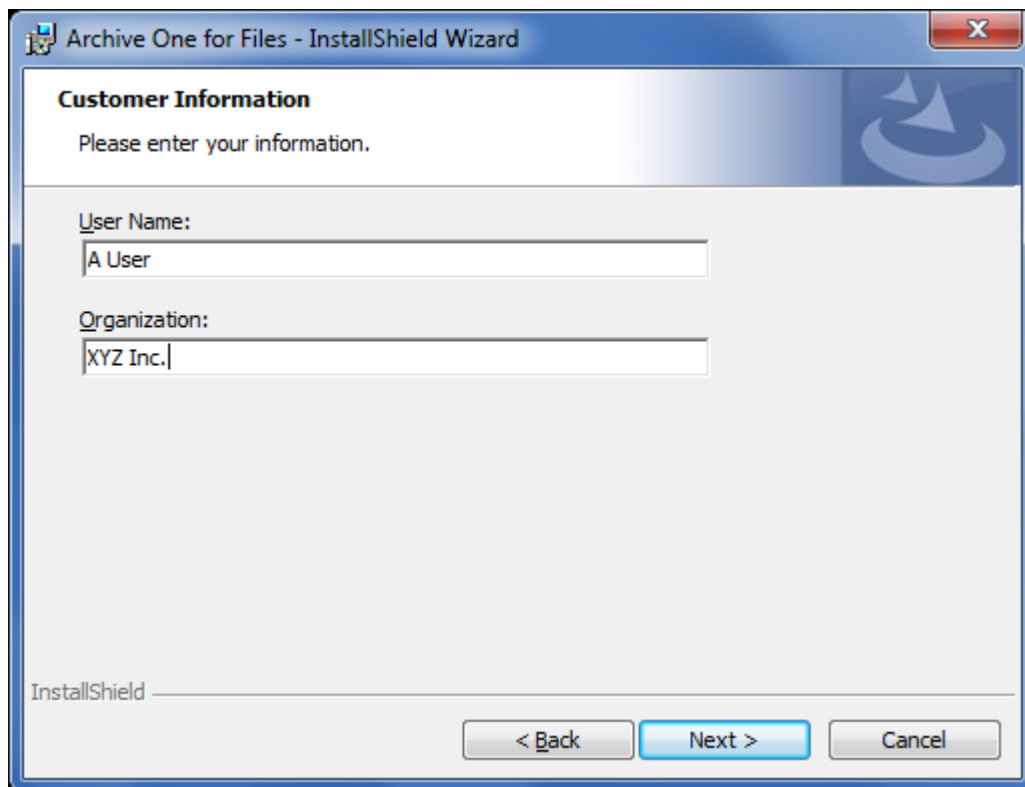 Archive One for Files - InstallShield Wizard
X
Customer Information
Please enter your information.
User Name:
A User
Organization:
XYZ Inc.
InstallShield
< Back
Next >
Cancel